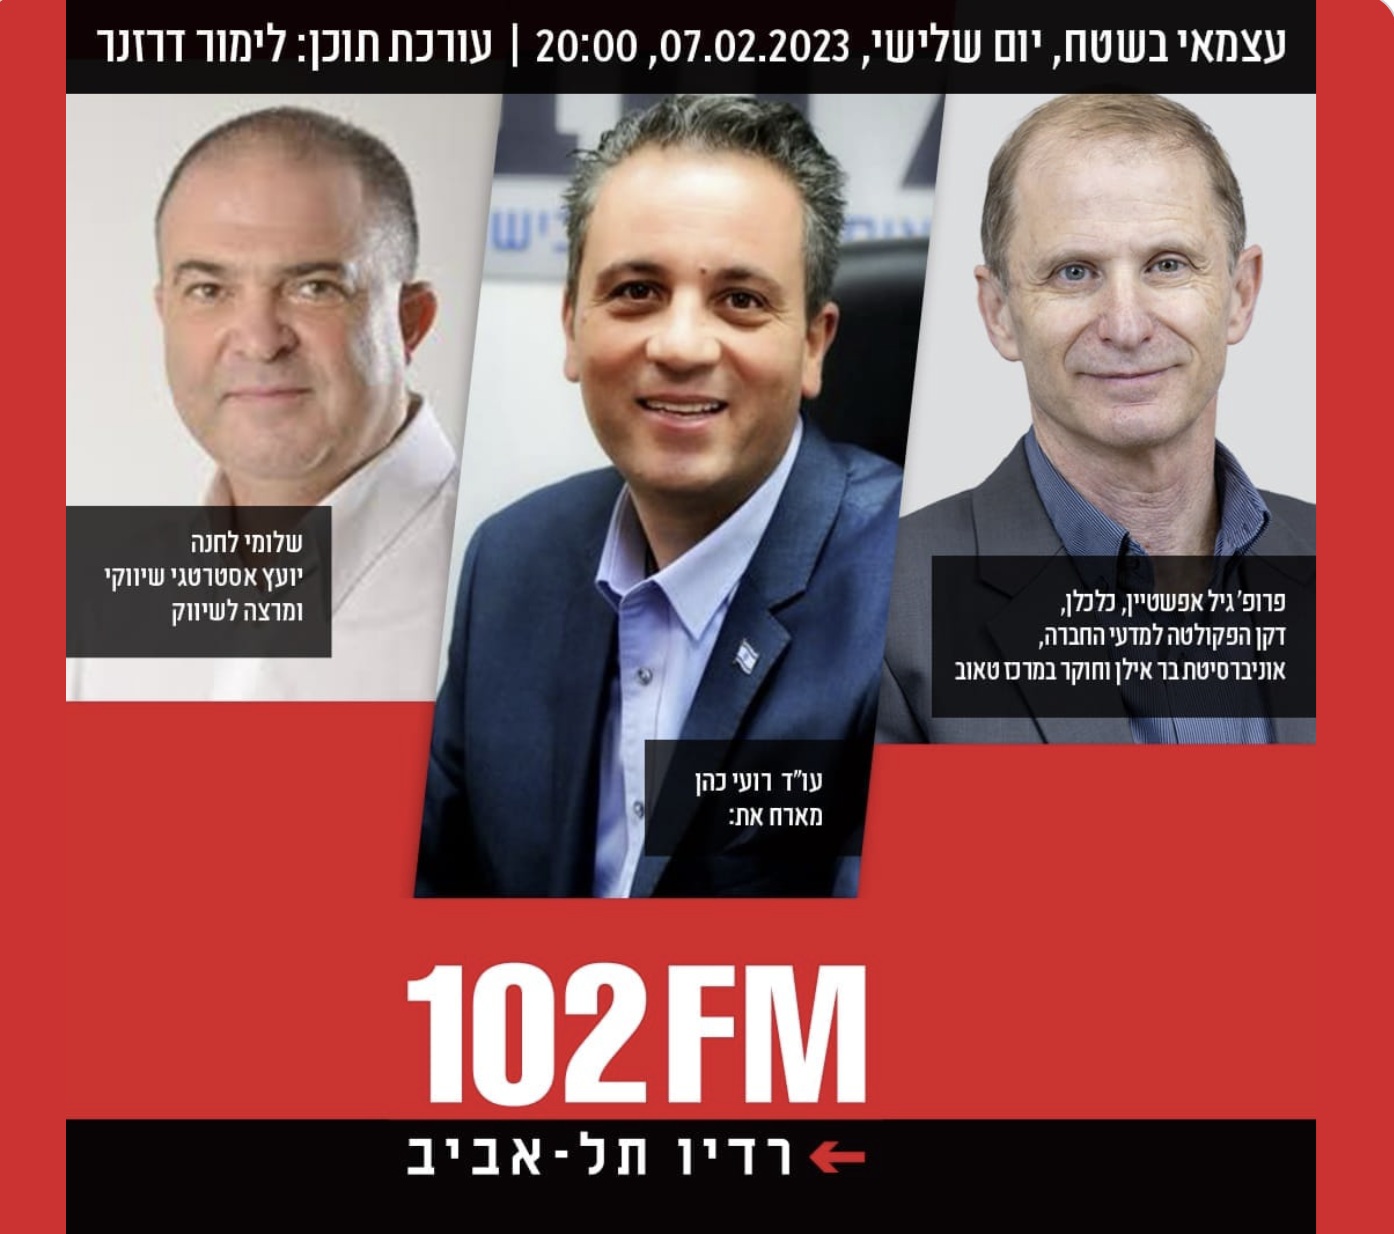 עצמאי בשטח, יום שלישי, 07.02.2023, 20:00 | עורכת תוכן: לימור דרזנר
פרופ' גיל אפשטיין, כלכלן,
דקן הפקולטה למדעי החברה,
אוניברסיטת בר אילן וחוקר במרכז טאוב
עו"ד רועי כהן
מארח את:
שלומי לחנה
יועץ אסטרטגי שיווקי
ומרצה לשיווק
102 FM
רדיו תל-אביב